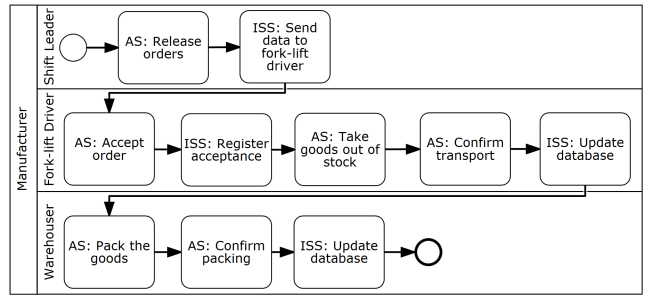 Manufacturer
Shift Leader
AS: Release
orders
ISS: Send
data to
fork-lift
driver
Fork-lift Driver
AS: Accept
order
ISS: Register
acceptance
AS: Take
goods out of
stock
AS: Confirm
transport
ISS: Update
database
Warehouser
AS: Pack the
goods
AS: Confirm
packing
ISS: Update
database